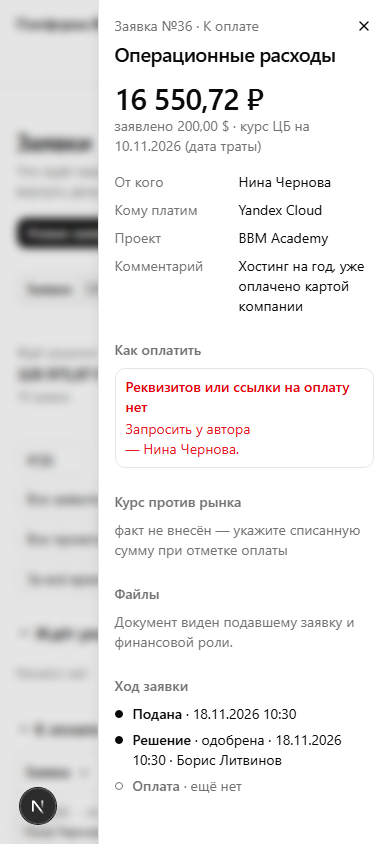 Заявка №36 · К оплате
Операционные расходы
16 550,72 ₽
заявлено 200,00 $ · курс ЦБ на
10.11.2026 (дата траты)
От кого Нина Чернова
Кому платим Yandex Cloud
Проект BBM Academy
Комментарий Хостинг на год, уже
оплачено картой
компании
Как оплатить
Реквизитов или ссылки на оплату
нет
Запросить у автора
— Нина Чернова.
Курс против рынка
факт не внесён — укажите списанную
сумму при отметке оплаты
Файлы
Документ виден подавшему заявку и
финансовой роли.
Ход заявки
Подана · 18.11.2026 10:30
Решение · одобрена · 18.11.2026
10:30 · Борис Литвинов
Оплата · ещё нет
N